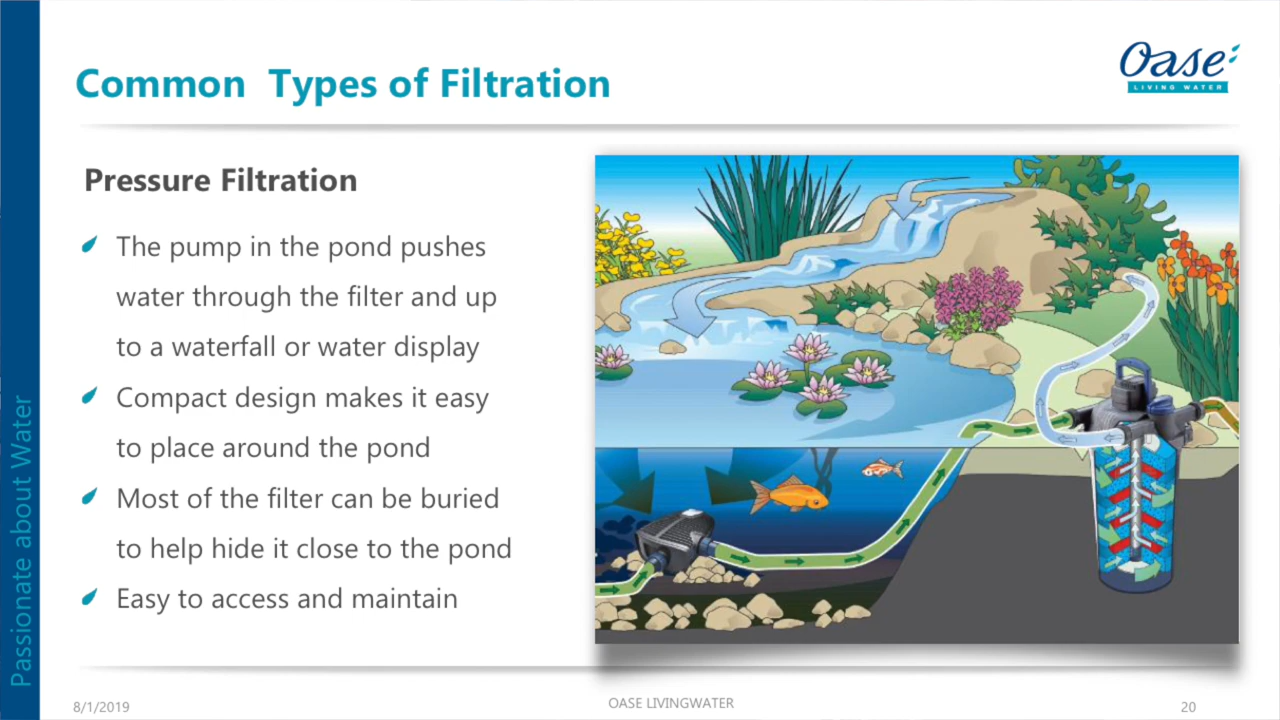 Common Types of Filtration
Oase
LIVING WATER
Pressure Filtration
The pump in the pond pushes
water through the filter and up
to a waterfall or water display
Compact design makes it easy
to place around the pond
Most of the filter can be buried
to help hide it close to the pond
Easy to access and maintain
Passionate about Water
8/1/2019
OASE LIVINGWATER
20